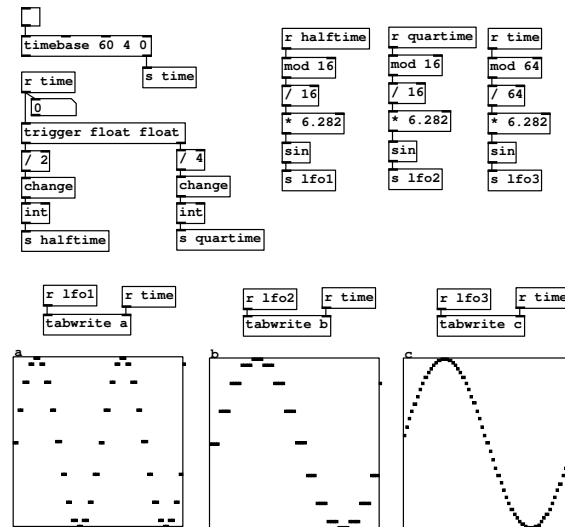 timebase 60 4 0
s time
r time
0
trigger float float
/ 2
change
int
s halftime
/ 4
change
int
s quartime
r halftime
mod 16
/ 16
* 6.282
sin
s lfo1
r quartime
mod 16
/ 16
* 6.282
sin
s lfo2
r time
mod 64
/ 64
* 6.282
sin
s lfo3
r lfo1
r time
tabwrite a
a
r lfo2
r time
tabwrite b
b
r lfo3
r time
tabwrite c
c